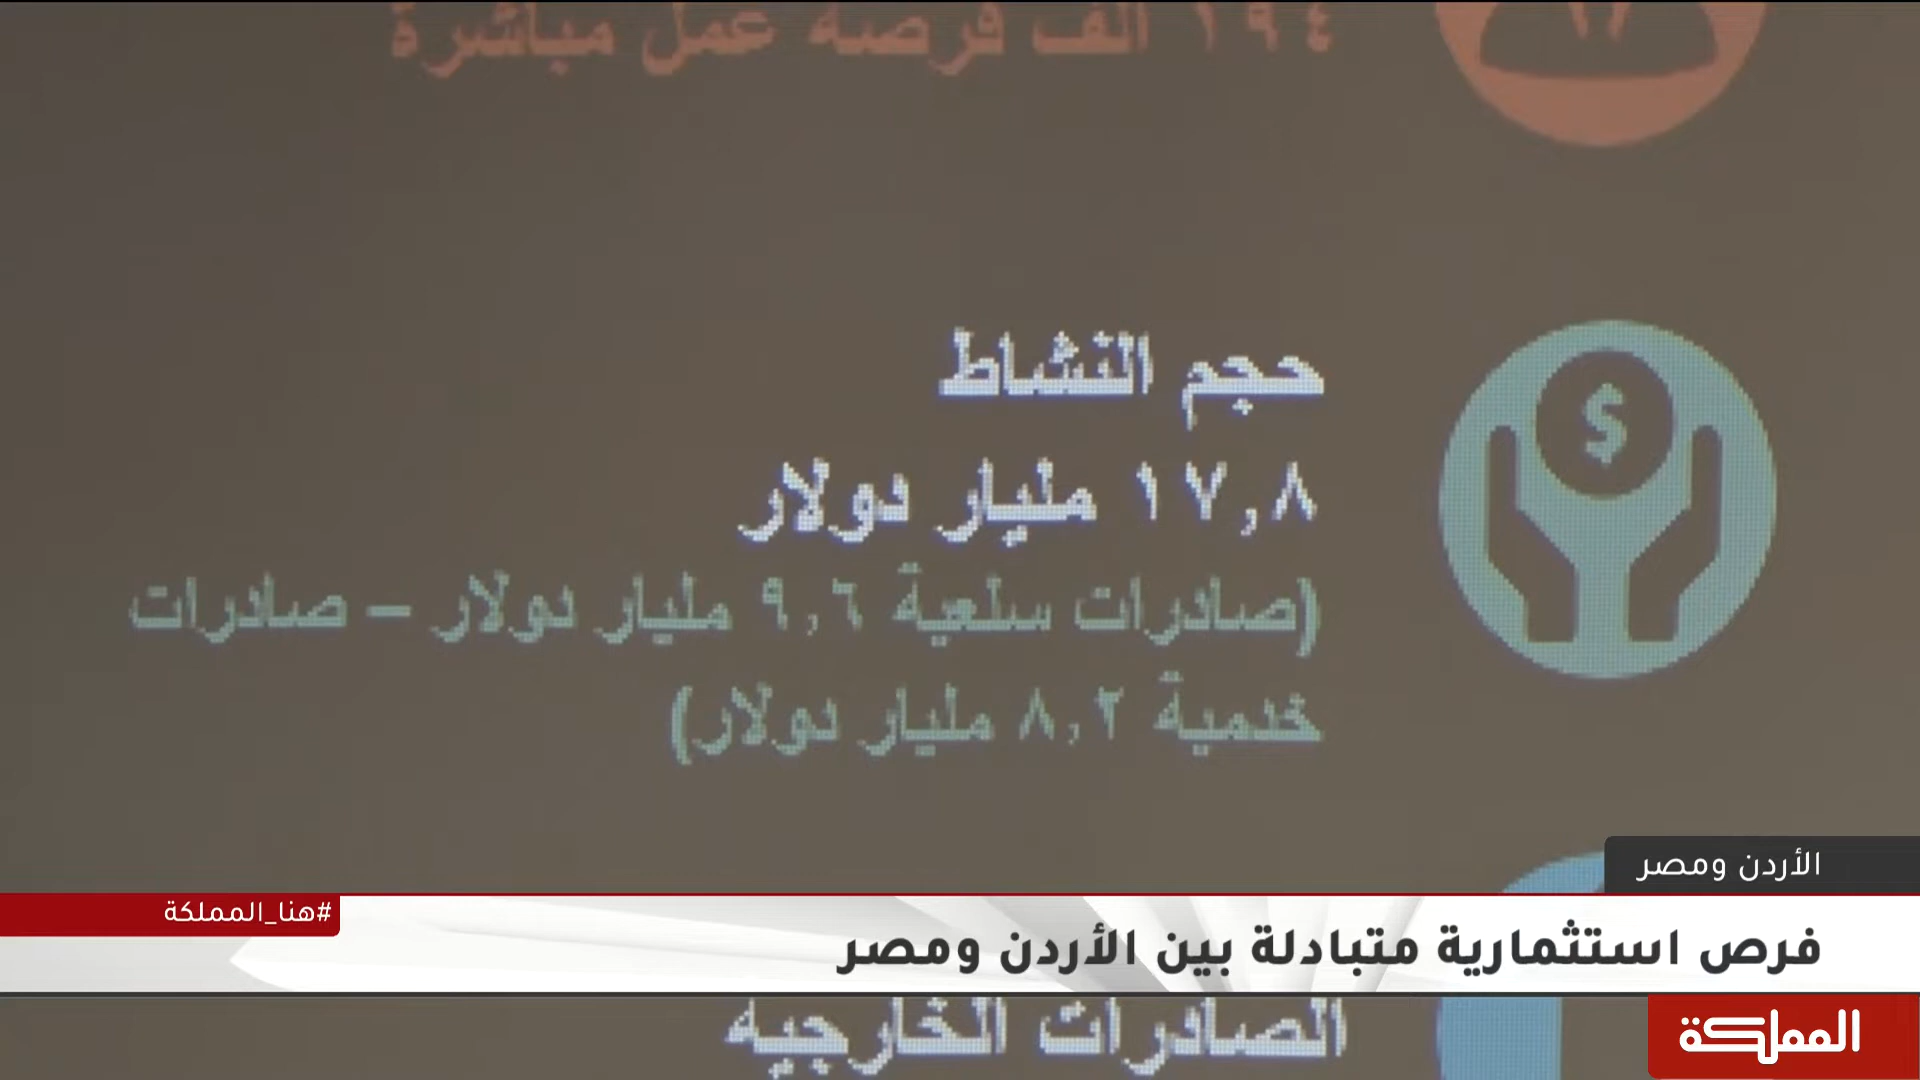 ١٩٤ ألف فرصة عمل مباشرة
حجم النشاط
$
١٧,٨ مليار دولار
(صادرات سلعية ٩,٦ مليار دولار – صادرات
خدمية ٨,٢ مليار دولار)
الأردن ومصر
#هنا_المملكة
فرص استثمارية متبادلة بين الأردن ومصر
الصادرات الخارجيه
المملكة